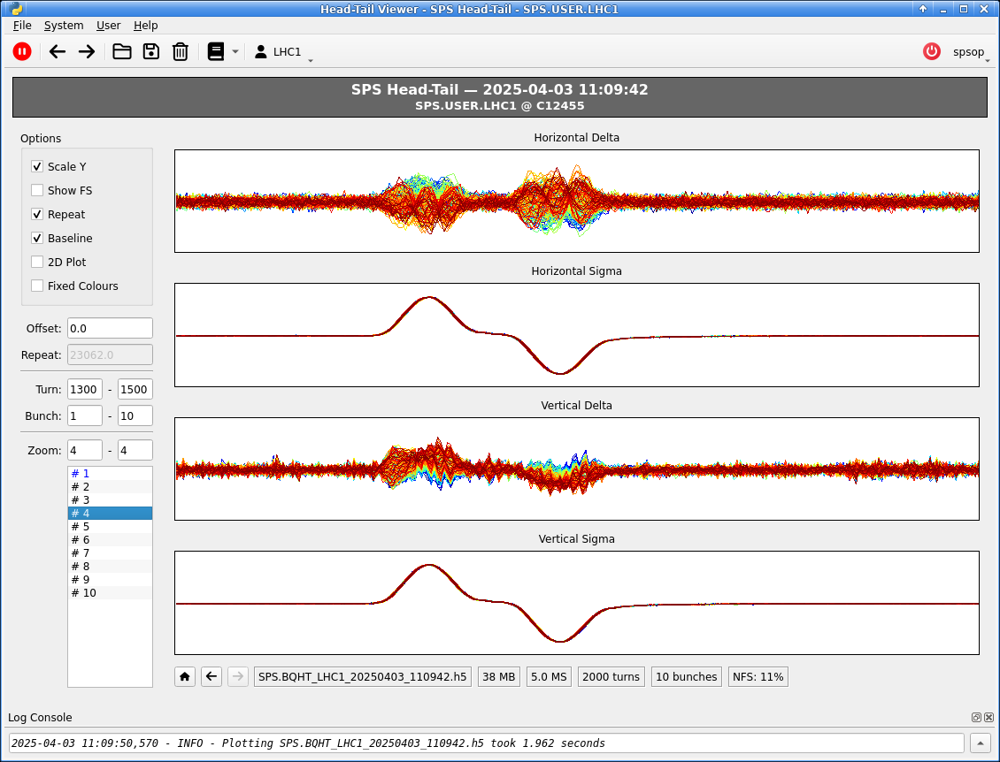 Head-Tail Viewer - SPS Head-Tail - SPS.USER.LHC1
File System User Help
LHC1 spsop
SPS Head-Tail — 2025-04-03 11:09:42
SPS.USER.LHC1 @ C12455
Options
Scale Y
Show FS
Repeat
Baseline
2D Plot
Fixed Colours
Offset: 0.0
Repeat: 23062.0
Turn: 1300 - 1500
Bunch: 1 - 10
Zoom: 4 - 4
# 1
# 2
# 3
# 4
# 5
# 6
# 7
# 8
# 9
# 10
Horizontal Delta
Horizontal Sigma
Vertical Delta
Vertical Sigma
SPS.BQHT_LHC1_20250403_110942.h5 38 MB 5.0 MS 2000 turns 10 bunches NFS: 11%
Log Console
2025-04-03 11:09:50,570 - INFO - Plotting SPS.BQHT_LHC1_20250403_110942.h5 took 1.962 seconds